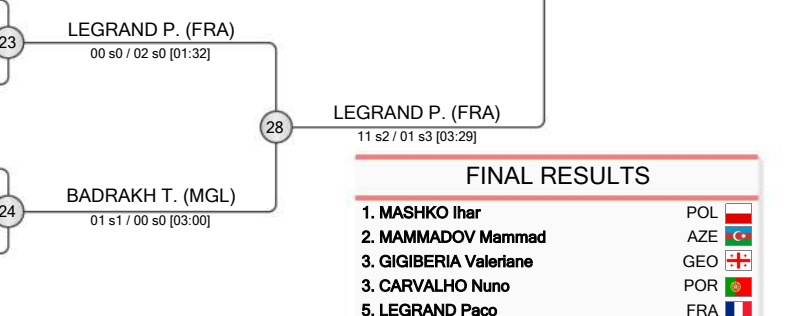 23
LEGRAND P. (FRA)
00 s0 / 02 s0 [01:32]
28
LEGRAND P. (FRA)
11 s2 / 01 s3 [03:29]
24
BADRAKH T. (MGL)
01 s1 / 00 s0 [03:00]
FINAL RESULTS
1. MASHKO Ihar POL
2. MAMMADOV Mammad AZE
3. GIGIBERIA Valeriane GEO
3. CARVALHO Nuno POR
5. LEGRAND Paco FRA